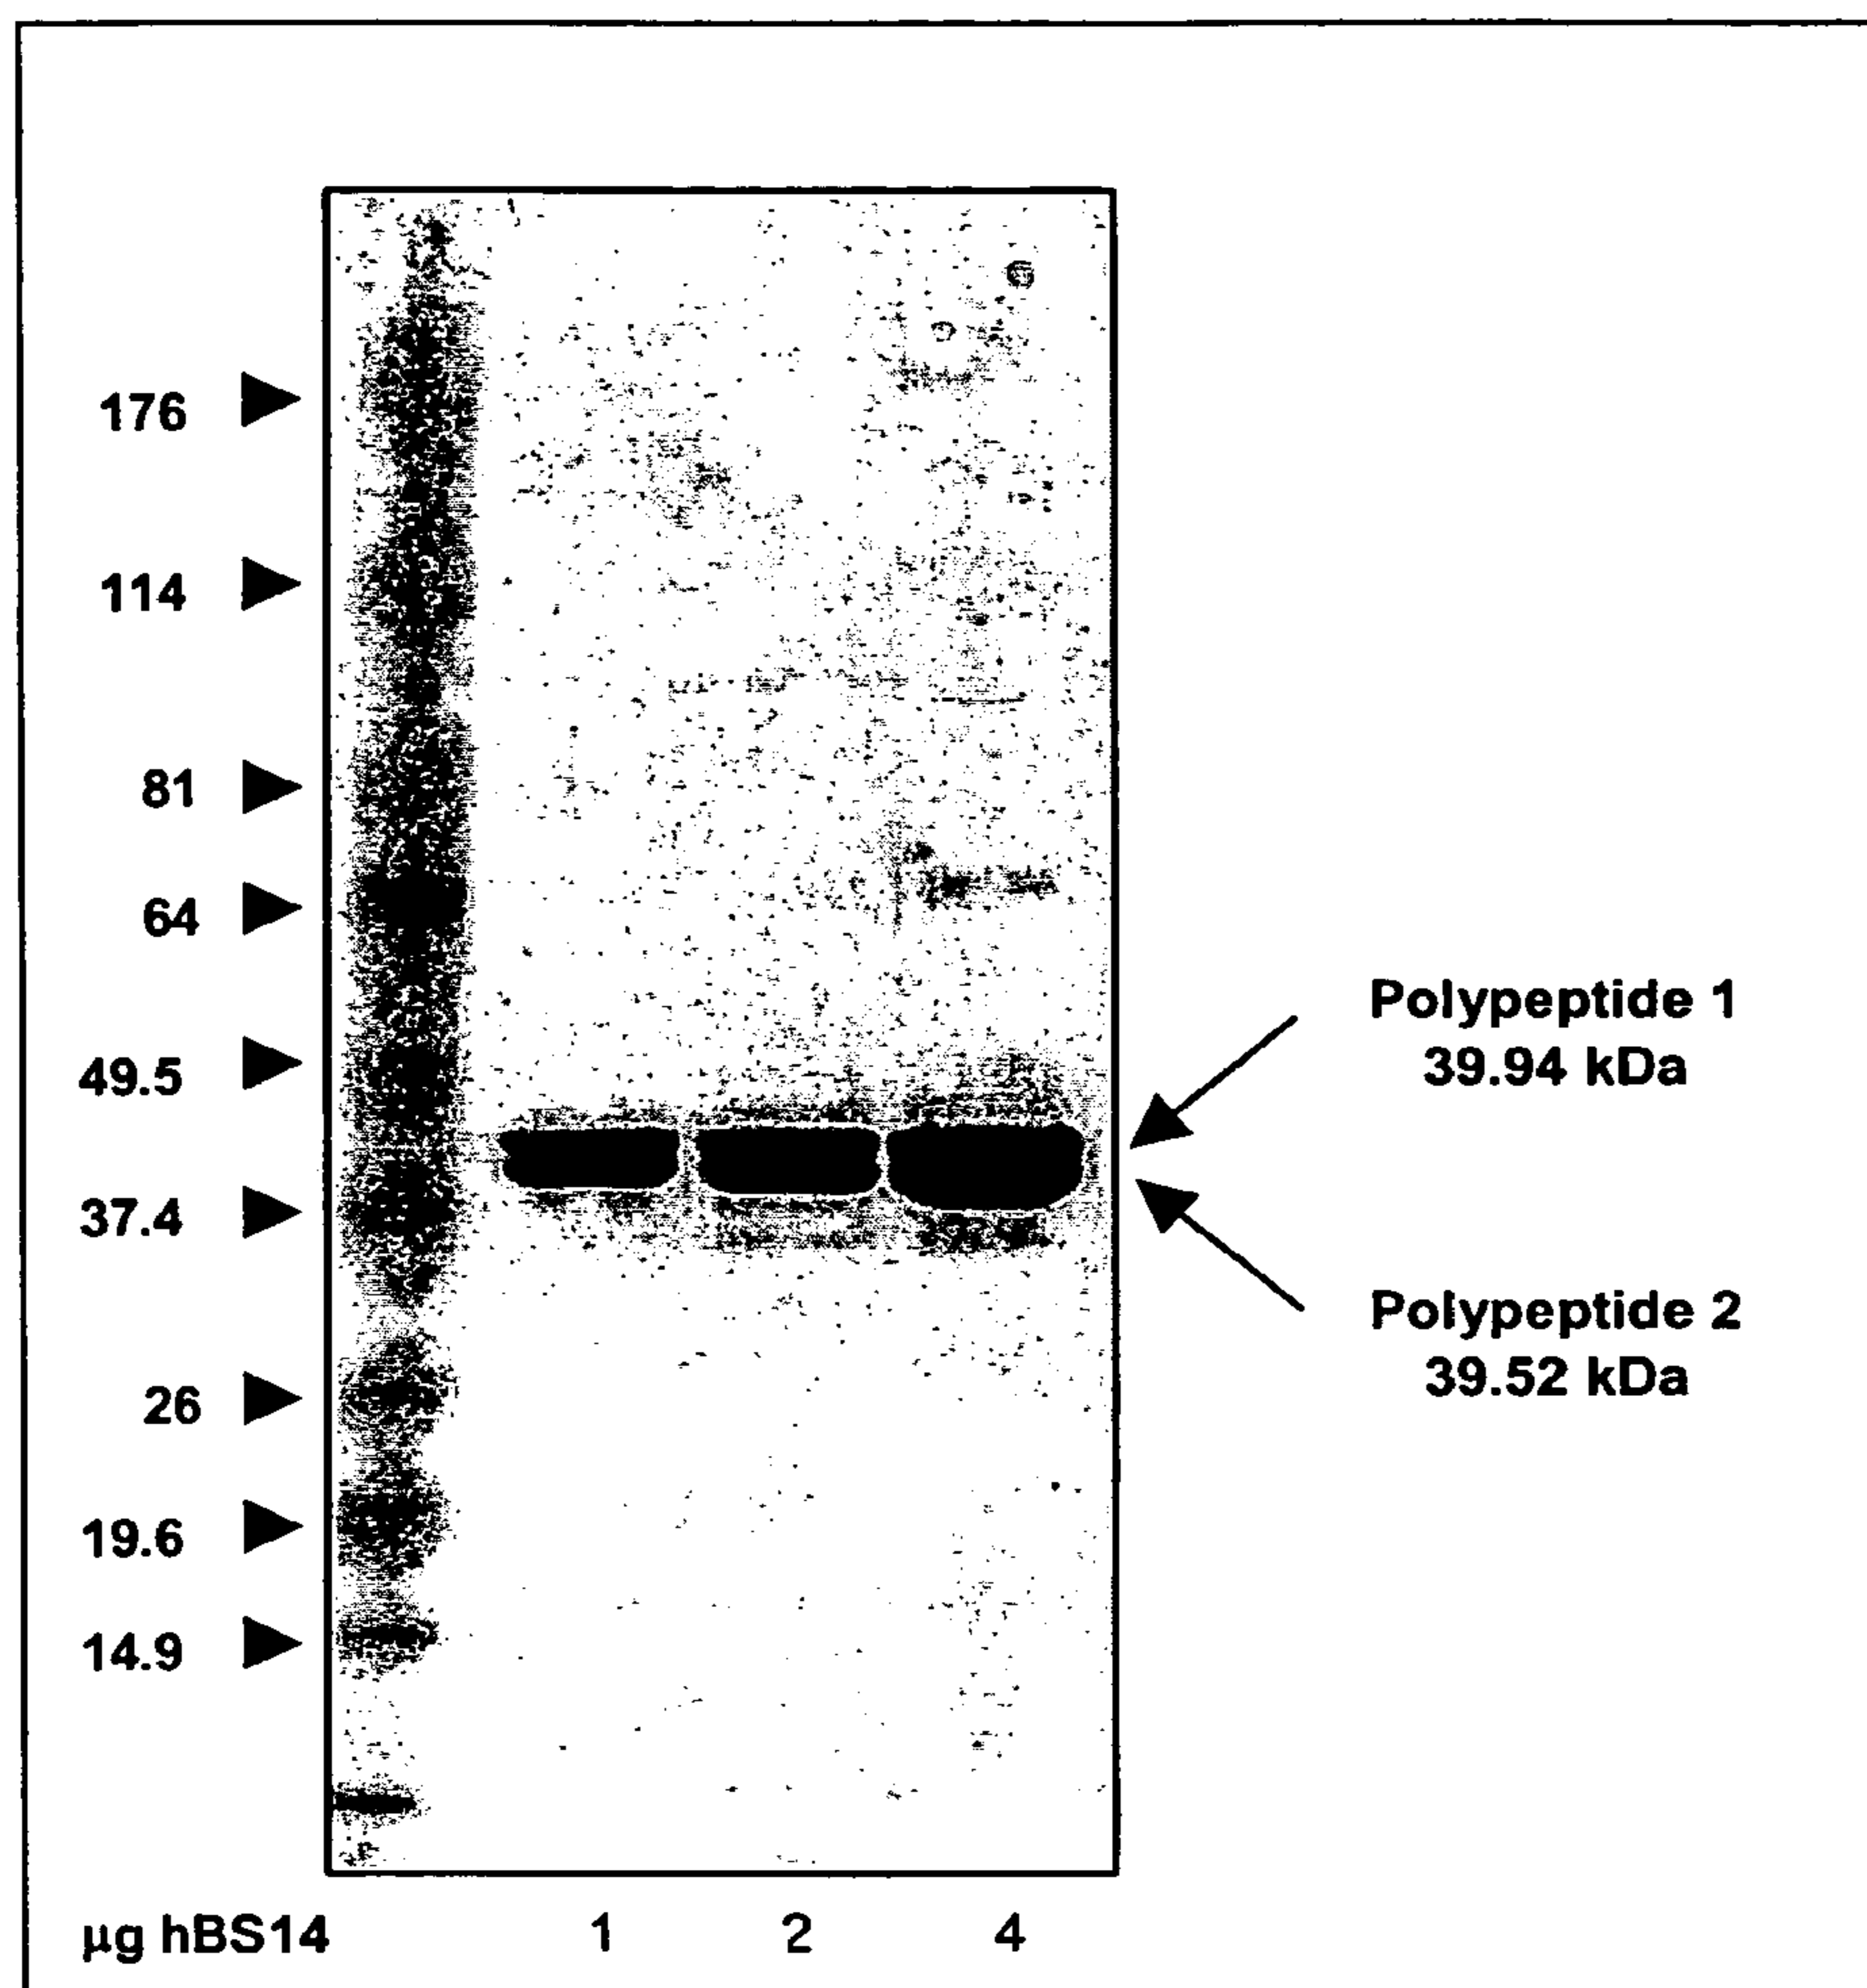 176
114
81
64
49.5
Polypeptide 1
39.94 kDa
37.4
Polypeptide 2
39.52 kDa
26
19.6
14.9
µg hBS14 1 2 4